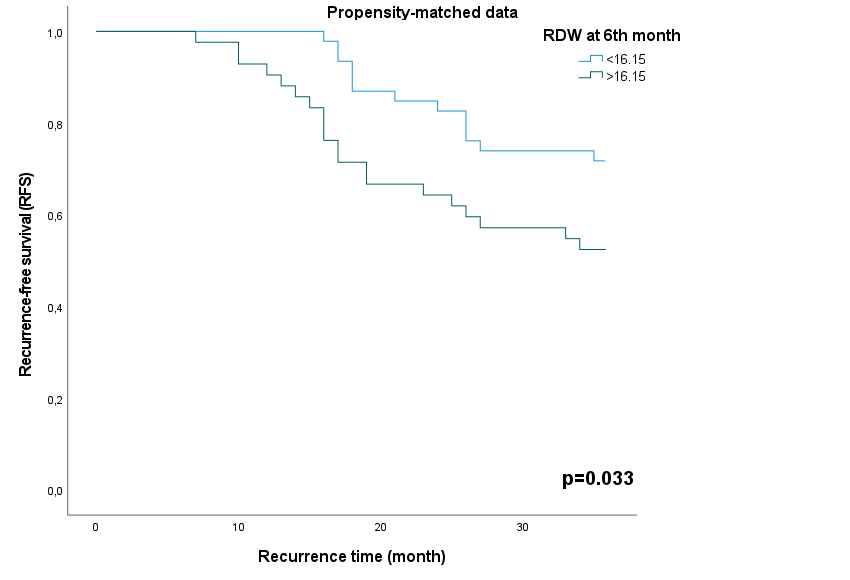 Propensity-matched data
RDW at 6th month
<16.15
>16.15
1,0
0,8
0,6
0,4
0,2
0,0
Recurrence-free survival (RFS)
p=0.033
0
10
20
30
Recurrence time (month)